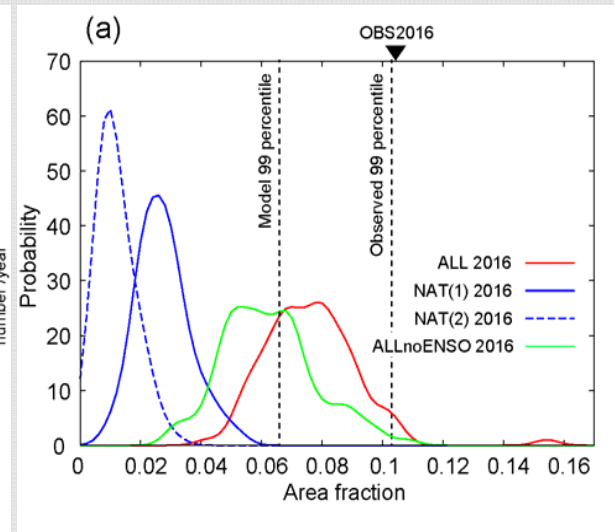 (a)
OBS2016
70
60
50
40
30
20
10
0
Probability
number /year
Model 99 percentile
Observed 99 percentile
ALL 2016
NAT(1) 2016
NAT(2) 2016
ALLnoENSO 2016
0 0.02 0.04 0.06 0.08 0.1 0.12 0.14 0.16
Area fraction